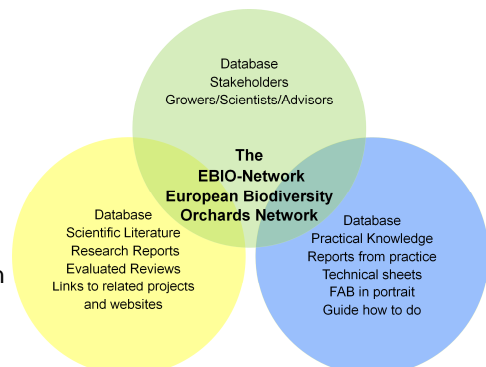 Database
Stakeholders
Growers/Scientists/Advisors
The
EBIO-Network
European Biodiversity
Orchards Network
Database
Scientific Literature
Research Reports
Evaluated Reviews
Links to related projects
and websites
Database
Practical Knowledge
Reports from practice
Technical sheets
FAB in portrait
Guide how to do